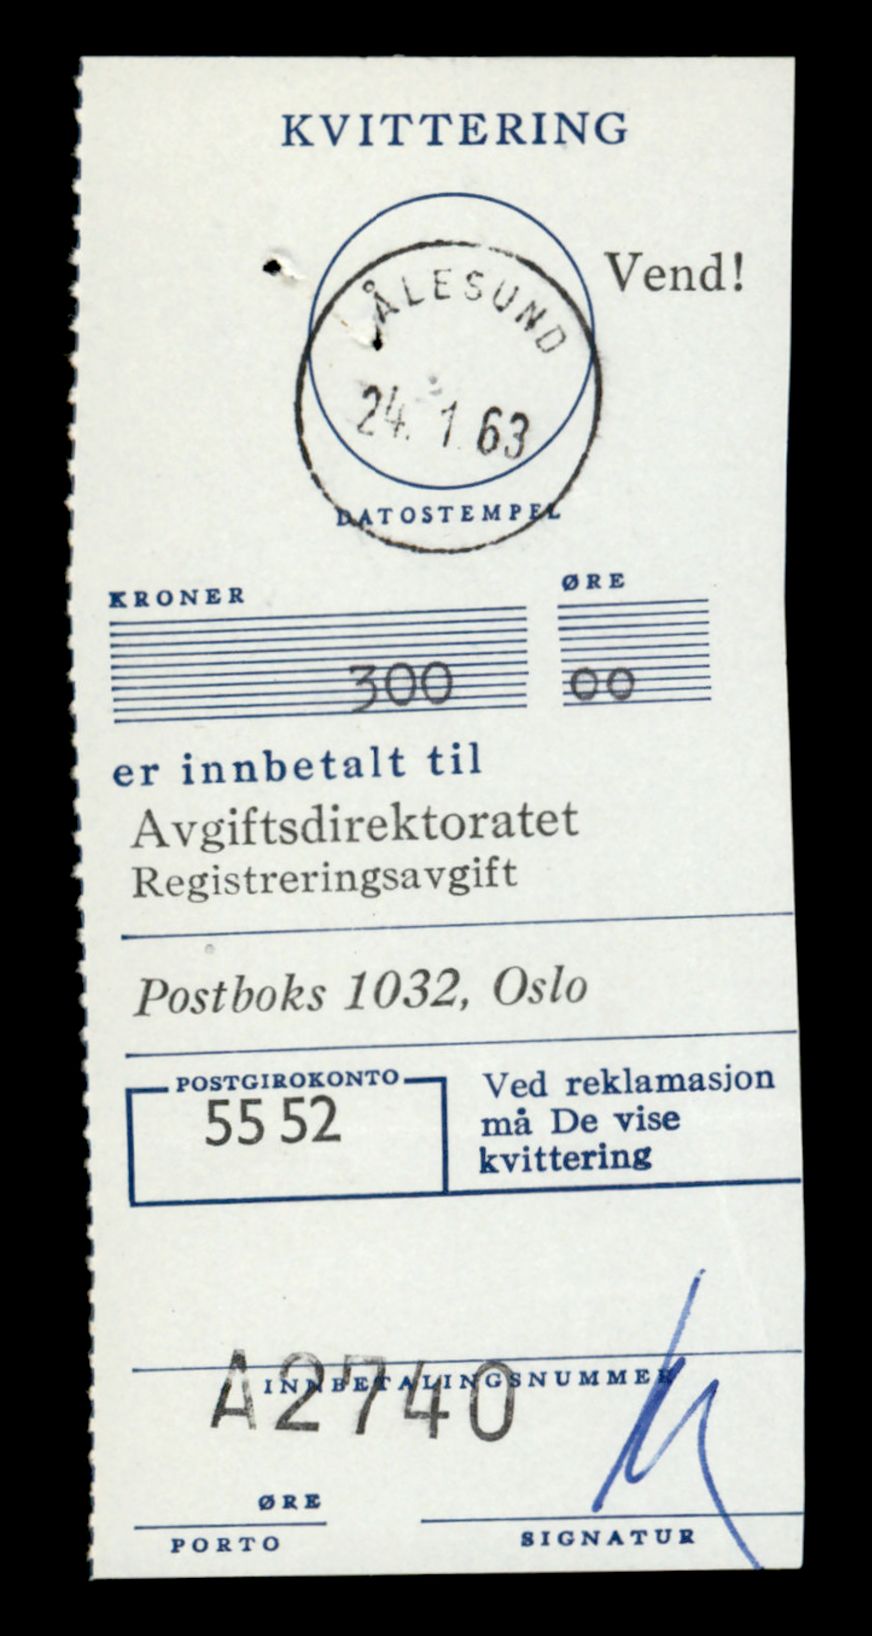 KVITTERING
Vend!
ÅLESUND
24. 1. 63
DATOSTEMPEL
KRONER
ØRE
300
00
er innbetalt til
Avgiftsdirektoratet
Registreringsavgift
Postboks 1032, Oslo
POSTGIROKONTO
55 52
Ved reklamasjon
må De vise
kvittering
INNBETALINGSNUMMER
A2740
ØRE
PORTO
SIGNATUR